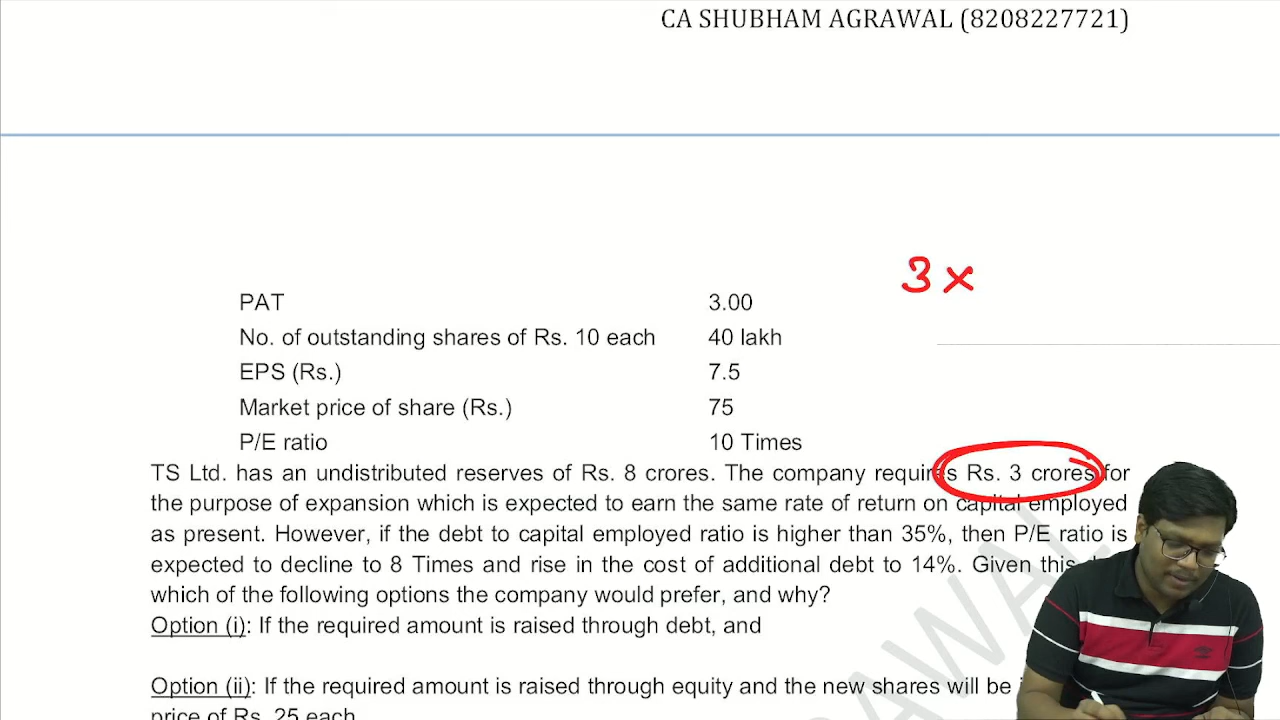 CA SHUBHAM AGRAWAL (8208227721)
3 ×
PAT 3.00
No. of outstanding shares of Rs. 10 each 40 lakh
EPS (Rs.) 7.5
Market price of share (Rs.) 75
P/E ratio 10 Times
TS Ltd. has an undistributed reserves of Rs. 8 crores. The company requires Rs. 3 crores for
the purpose of expansion which is expected to earn the same rate of return on capital employed
as present. However, if the debt to capital employed ratio is higher than 35%, then P/E ratio is
expected to decline to 8 Times and rise in the cost of additional debt to 14%. Given this
which of the following options the company would prefer, and why?
Option (i): If the required amount is raised through debt, and
Option (ii): If the required amount is raised through equity and the new shares will be
price of Rs. 25 each
AWAL